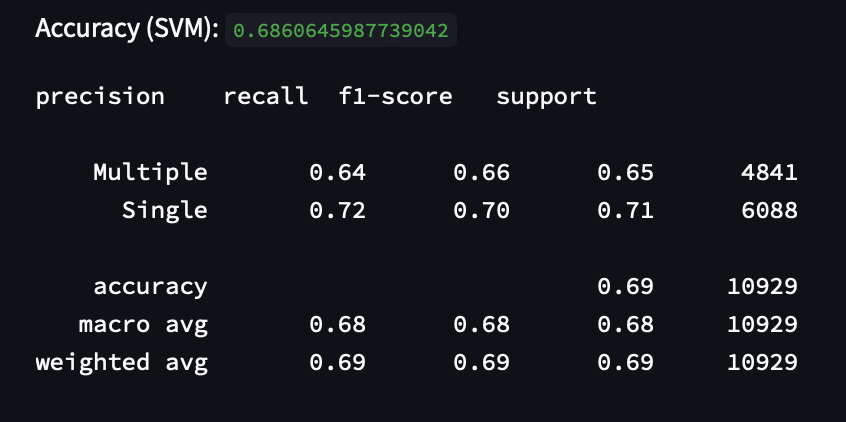 Accuracy (SVM): 0.6860645987739042
precision recall f1-score support
Multiple 0.64 0.66 0.65 4841
Single 0.72 0.70 0.71 6088
accuracy 0.69 10929
macro avg 0.68 0.68 0.68 10929
weighted avg 0.69 0.69 0.69 10929